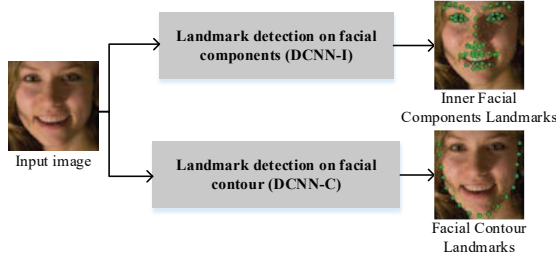 Landmark detection on facial
components (DCNN-I)
Inner Facial
Components Landmarks
Input image
Landmark detection on facial
contour (DCNN-C)
Facial Contour
Landmarks